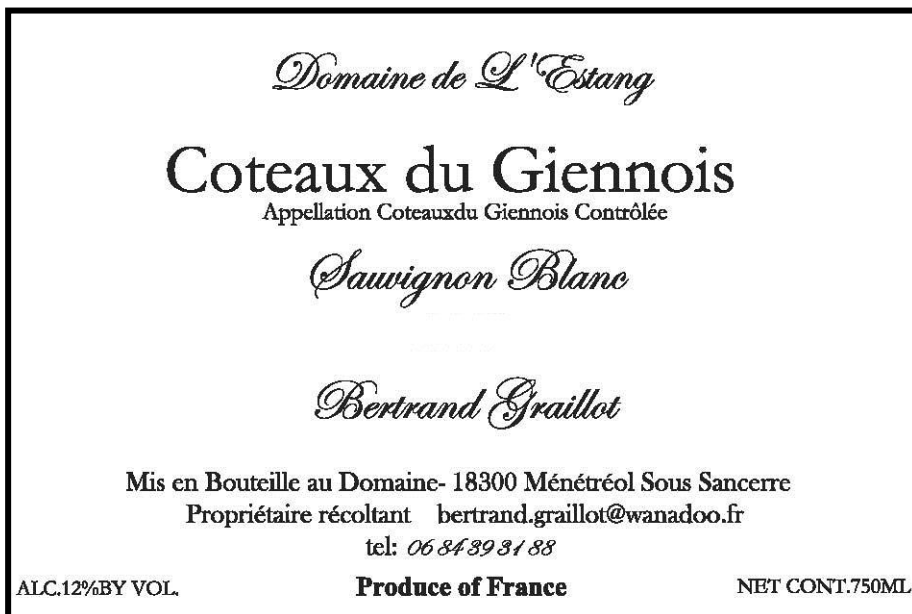 Domaine de L'Estang
Coteaux du Giennois
Appellation Coteauxdu Giennois Contrôlée
Sauvignon Blanc
Bertrand Graillot
Mis en Bouteille au Domaine- 18300 Ménétréol Sous Sancerre
Propriétaire récoltant bertrand.graillot@wanadoo.fr
tel: 06 84 39 31 88
ALC.12%BY VOL. Produce of France NET CONT.750ML